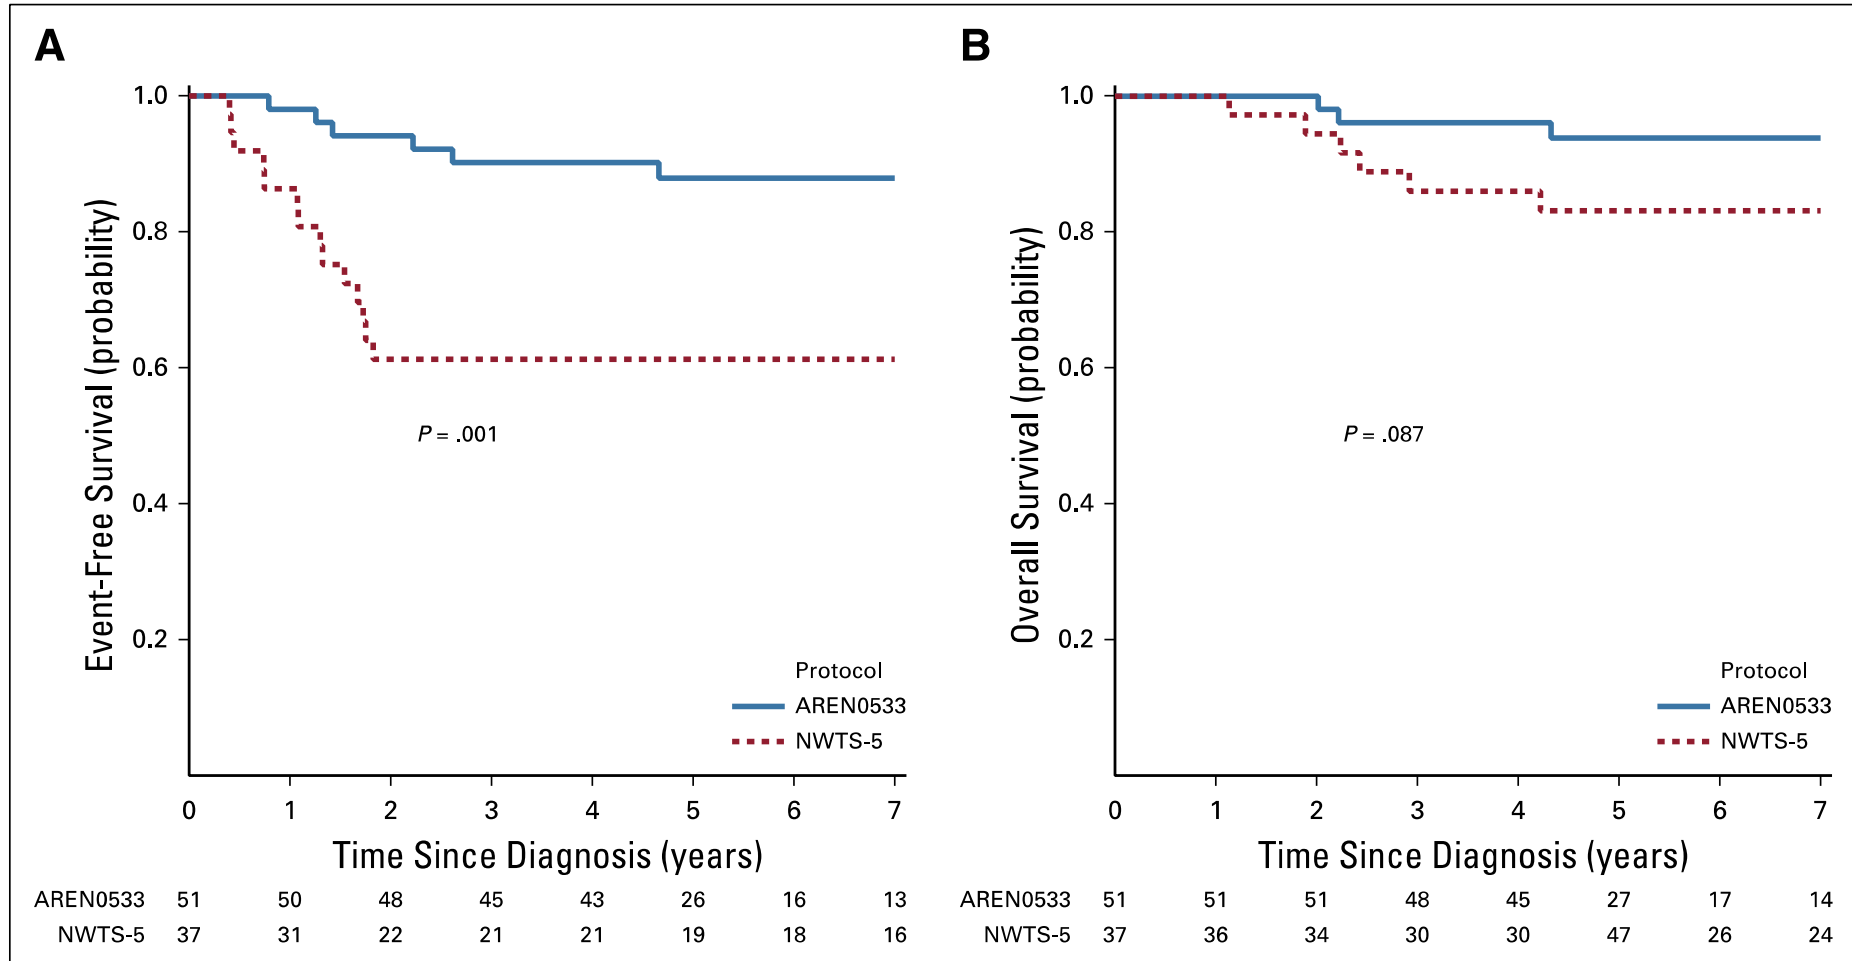 A
Event-Free Survival (probability)
1.0
0.8
0.6
0.4
0.2
P = .001
Protocol
AREN0533
NWTS-5
0 1 2 3 4 5 6 7
Time Since Diagnosis (years)
AREN0533 51 50 48 45 43 26 16 13
NWTS-5 37 31 22 21 21 19 18 16
B
Overall Survival (probability)
1.0
0.8
0.6
0.4
0.2
P = .087
Protocol
AREN0533
NWTS-5
0 1 2 3 4 5 6 7
Time Since Diagnosis (years)
AREN0533 51 51 51 48 45 27 17 14
NWTS-5 37 36 34 30 30 47 26 24